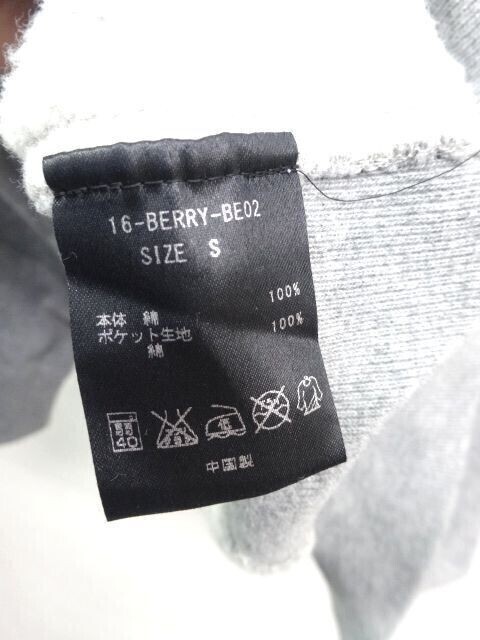 16-BERRY-BE02
SIZE S
本体 綿 100%
ポケット生地
綿 100%
40
中国製